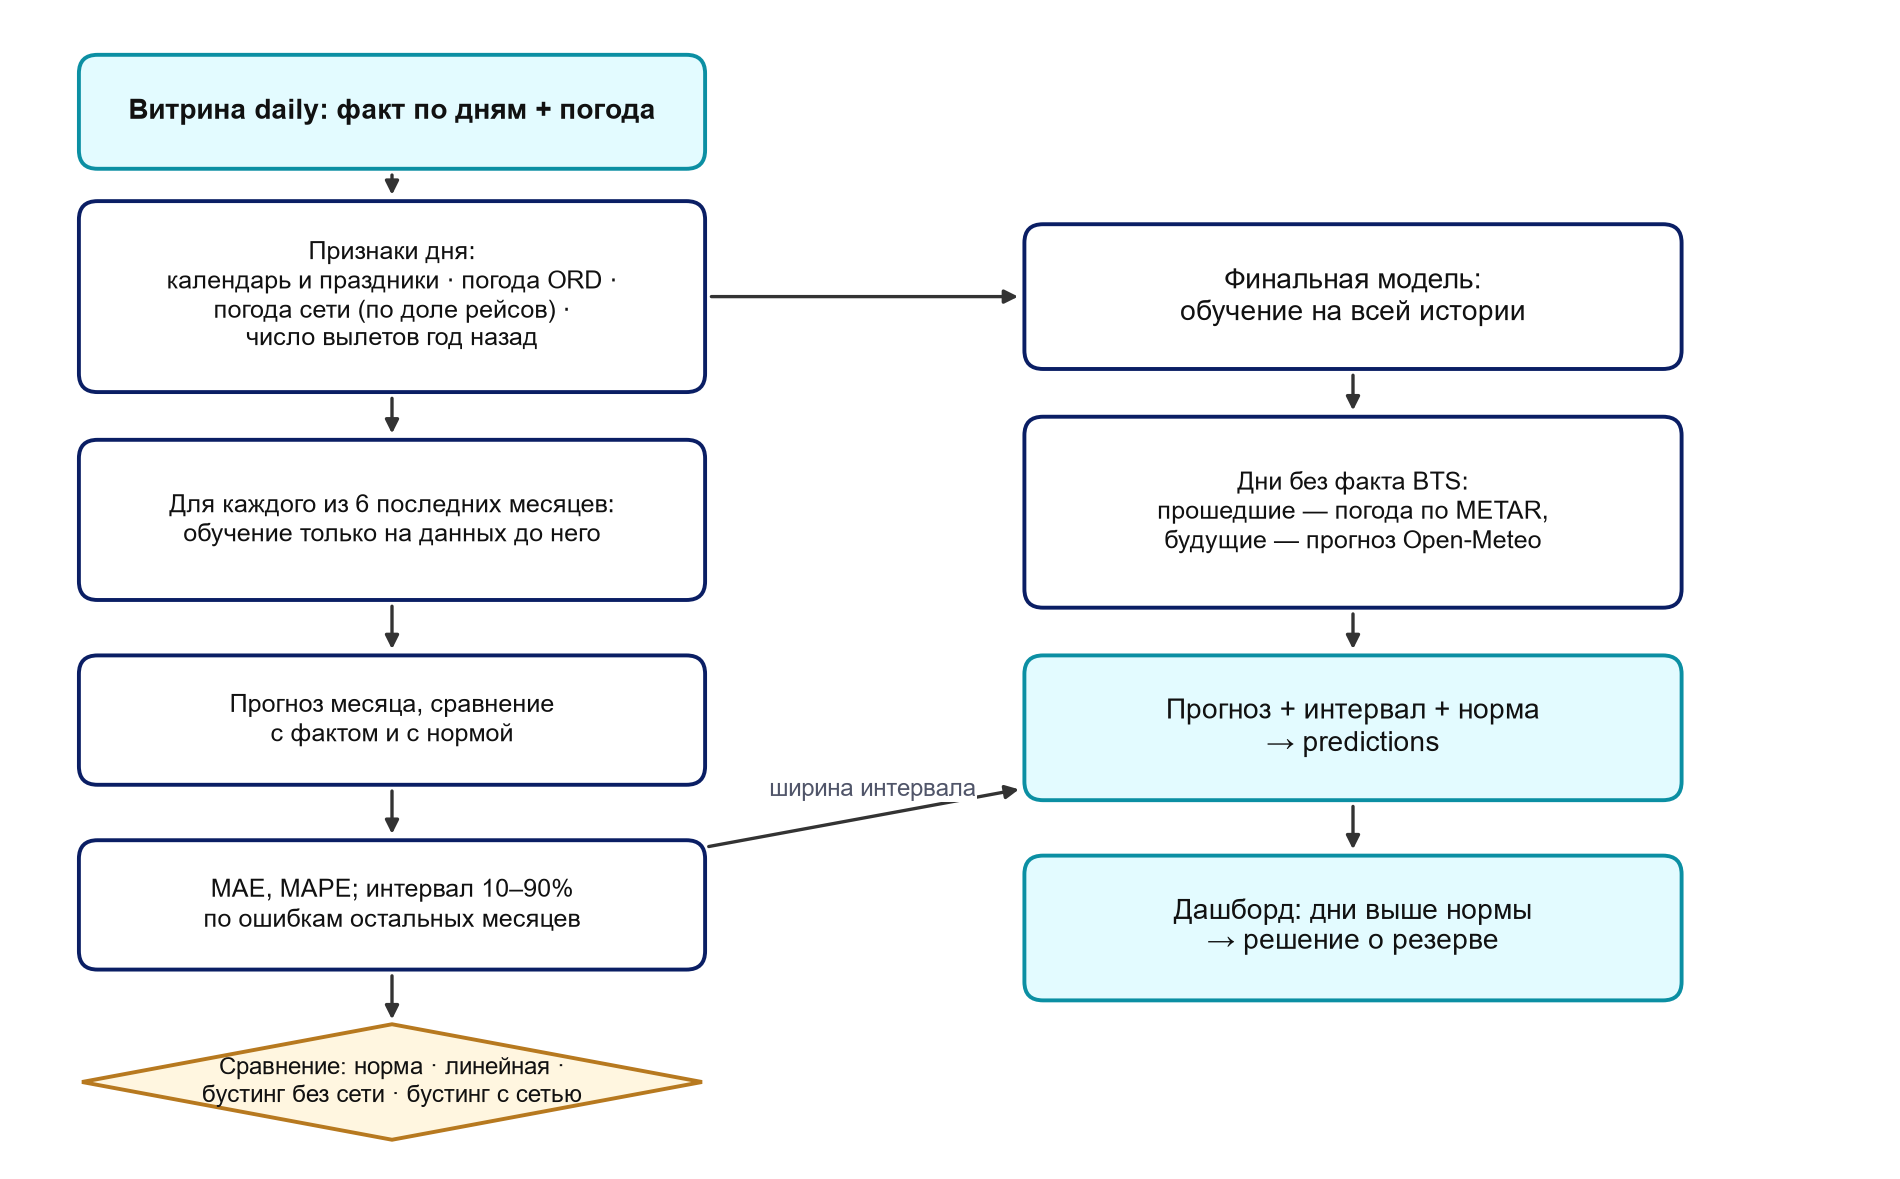 Витрина daily: факт по дням + погода
Признаки дня:
календарь и праздники · погода ORD ·
погода сети (по доле рейсов) ·
число вылетов год назад
Для каждого из 6 последних месяцев:
обучение только на данных до него
Прогноз месяца, сравнение
с фактом и с нормой
MAE, MAPE; интервал 10–90%
по ошибкам остальных месяцев
Сравнение: норма · линейная ·
бустинг без сети · бустинг с сетью
ширина интервала
Финальная модель:
обучение на всей истории
Дни без факта BTS:
прошедшие — погода по METAR,
будущие — прогноз Open-Meteo
Прогноз + интервал + норма
→ predictions
Дашборд: дни выше нормы
→ решение о резерве